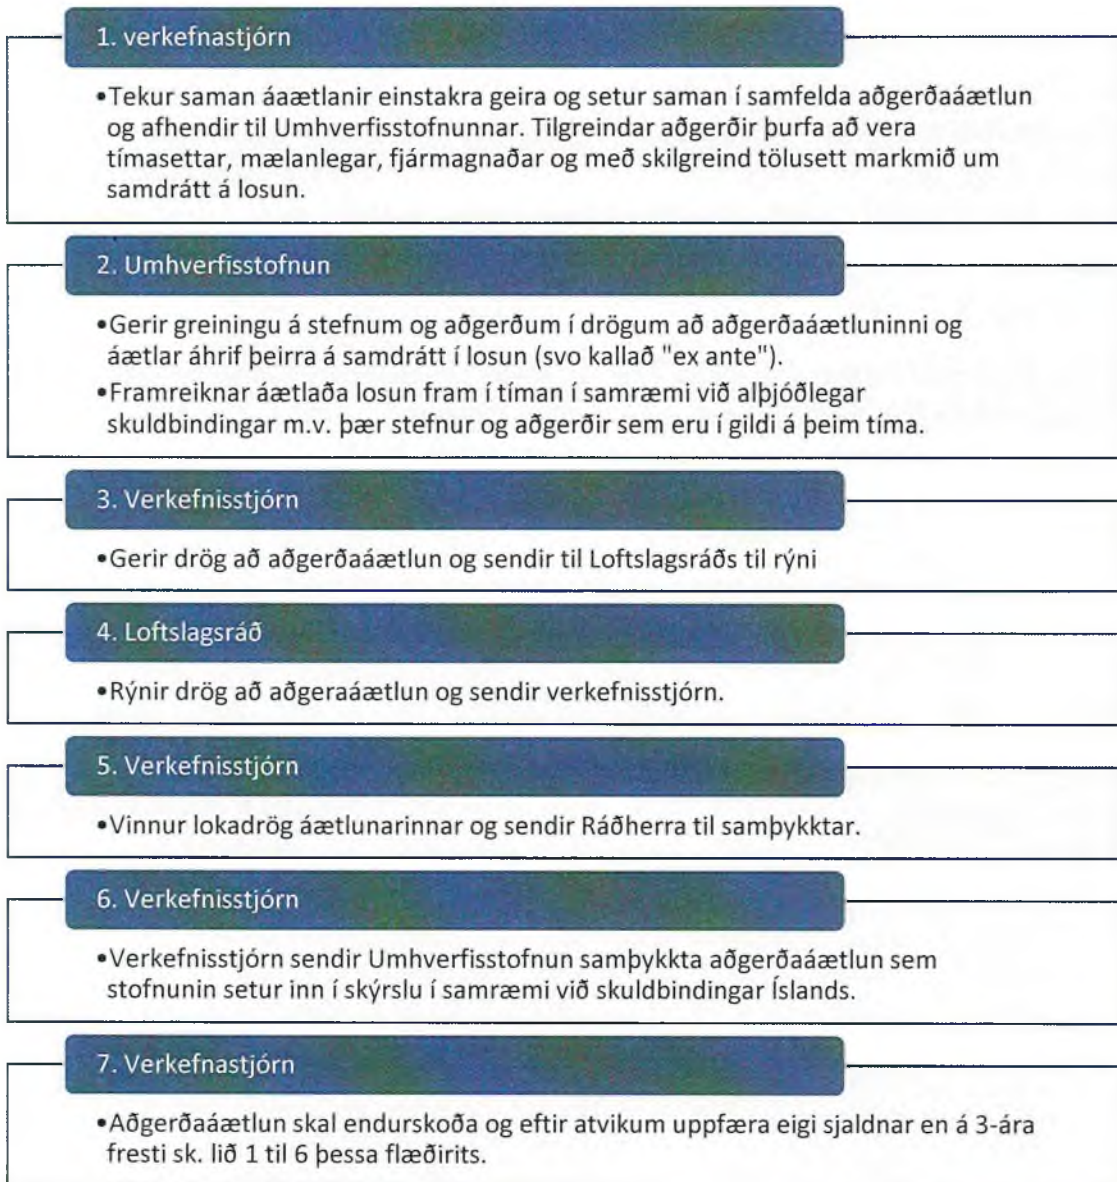 1. verkefnastjórn
•Tekur saman áaætlanir einstakra geira og setur saman í samfelda aðgerðaáætlun
og afhendir til Umhverfisstofnunnar. Tilgreindar aðgerðir þurfa að vera
tímasettar, mælanlegar, fjármagnaðar og með skilgreind tölusett markmið um
samdrátt á losun.
2. Umhverfisstofnun
•Gerir greiningu á stefnum og aðgerðum í drögum að aðgerðaáætluninni og
áætlar áhrif þeirra á samdrátt í losun (svo kallað "ex ante").
•Framreiknar áætlaða losun fram í tíman í samræmi við alþjóðlegar
skuldbindingar m.v. þær stefnur og aðgerðir sem eru í gildi á þeim tíma.
3. Verkefnisstjórn
•Gerir drög að aðgerðaáætlun og sendir til Loftslagsráðs til rýni
4. Loftslagsráð
•Rýnir drög að aðgeraáætlun og sendir verkefnisstjórn.
5. Verkefnisstjórn
•Vinnur lokadrög áætlunarinnar og sendir Ráðherra til samþykktar.
6. Verkefnisstjórn
•Verkefnisstjórn sendir Umhverfisstofnun samþykkta aðgerðaáætlun sem
stofnunin setur inn í skýrslu í samræmi við skuldbindingar Íslands.
7. Verkefnastjórn
•Aðgerðaáætlun skal endurskoða og eftir atvikum uppfæra eigi sjaldnar en á 3-ára
fresti sk. lið 1 til 6 þessa flæðirits.